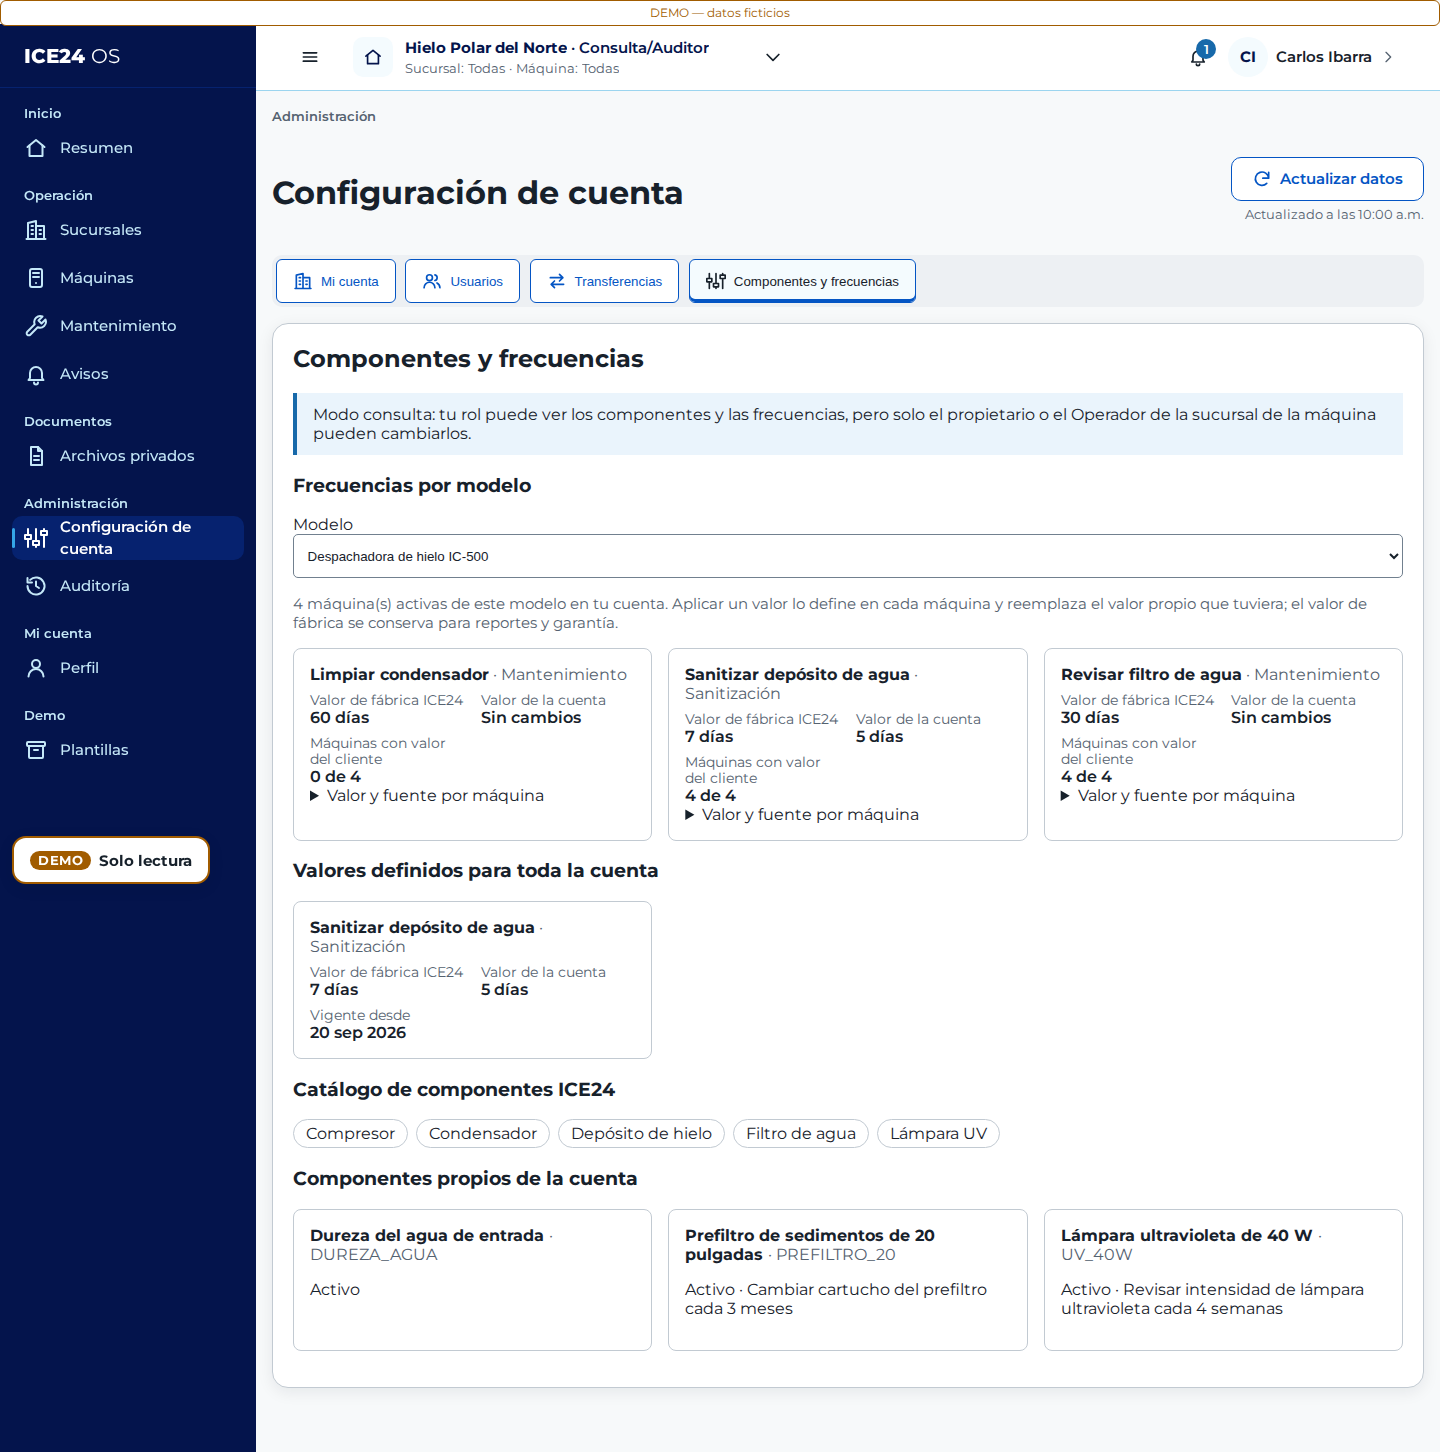 DEMO — datos ficticios
ICE24 OS
Inicio
Resumen
Operación
Sucursales
Máquinas
Mantenimiento
Avisos
Documentos
Archivos privados
Administración
Configuración de
cuenta
Auditoría
Mi cuenta
Perfil
Demo
Plantillas
DEMO Solo lectura
Hielo Polar del Norte · Consulta/Auditor
Sucursal: Todas · Máquina: Todas
1
CI Carlos Ibarra
Administración
Configuración de cuenta
Actualizar datos
Actualizado a las 10:00 a.m.
Mi cuenta
Usuarios
Transferencias
Componentes y frecuencias
Componentes y frecuencias
Modo consulta: tu rol puede ver los componentes y las frecuencias, pero solo el propietario o el Operador de la sucursal de la máquina
pueden cambiarlos.
Frecuencias por modelo
Modelo
Despachadora de hielo IC-500
4 máquina(s) activas de este modelo en tu cuenta. Aplicar un valor lo define en cada máquina y reemplaza el valor propio que tuviera; el valor de
fábrica se conserva para reportes y garantía.
Limpiar condensador · Mantenimiento
Valor de fábrica ICE24
60 días
Valor de la cuenta
Sin cambios
Máquinas con valor
del cliente
0 de 4
Valor y fuente por máquina
Sanitizar depósito de agua ·
Sanitización
Valor de fábrica ICE24
7 días
Valor de la cuenta
5 días
Máquinas con valor
del cliente
4 de 4
Valor y fuente por máquina
Revisar filtro de agua · Mantenimiento
Valor de fábrica ICE24
30 días
Valor de la cuenta
Sin cambios
Máquinas con valor
del cliente
4 de 4
Valor y fuente por máquina
Valores definidos para toda la cuenta
Sanitizar depósito de agua ·
Sanitización
Valor de fábrica ICE24
7 días
Valor de la cuenta
5 días
Vigente desde
20 sep 2026
Catálogo de componentes ICE24
Compresor
Condensador
Depósito de hielo
Filtro de agua
Lámpara UV
Componentes propios de la cuenta
Dureza del agua de entrada ·
DUREZA_AGUA
Activo
Prefiltro de sedimentos de 20
pulgadas · PREFILTRO_20
Activo · Cambiar cartucho del prefiltro
cada 3 meses
Lámpara ultravioleta de 40 W ·
UV_40W
Activo · Revisar intensidad de lámpara
ultravioleta cada 4 semanas